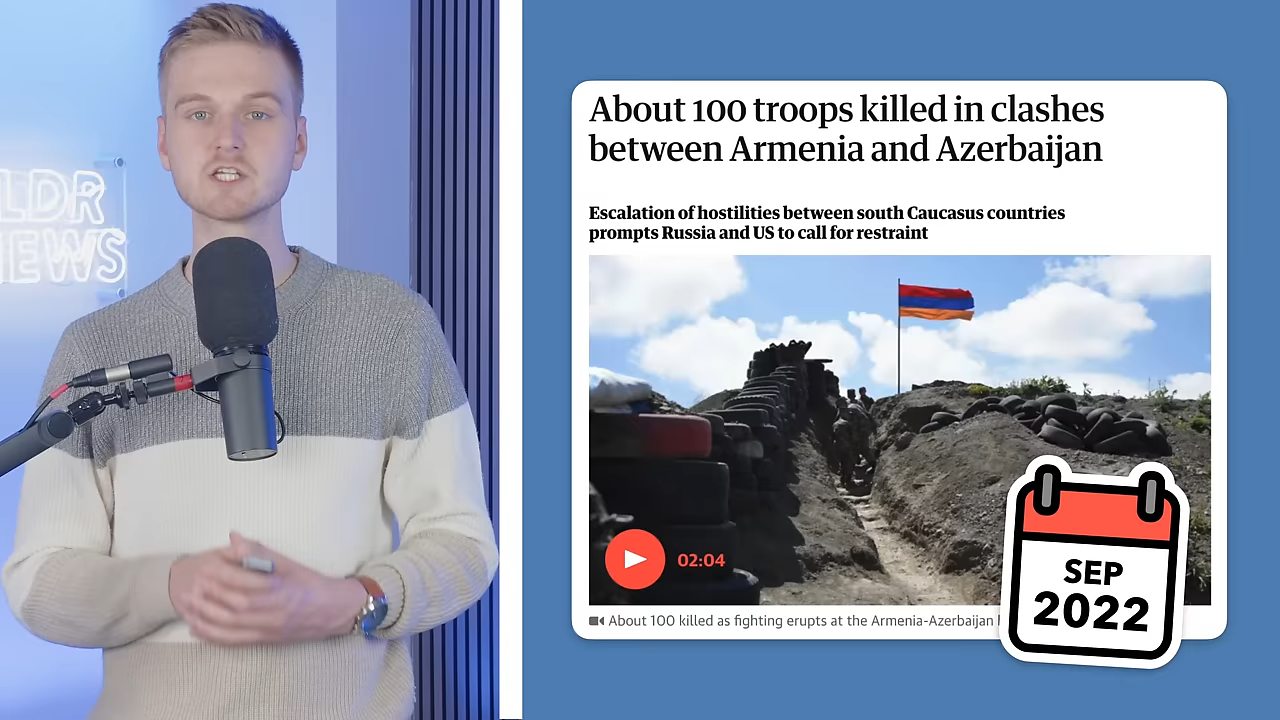 LDR
NEWS
About 100 troops killed in clashes
between Armenia and Azerbaijan
Escalation of hostilities between south Caucasus countries
prompts Russia and US to call for restraint
02:04
About 100 killed as fighting erupts at the Armenia-Azerbaijan
SEP
2022